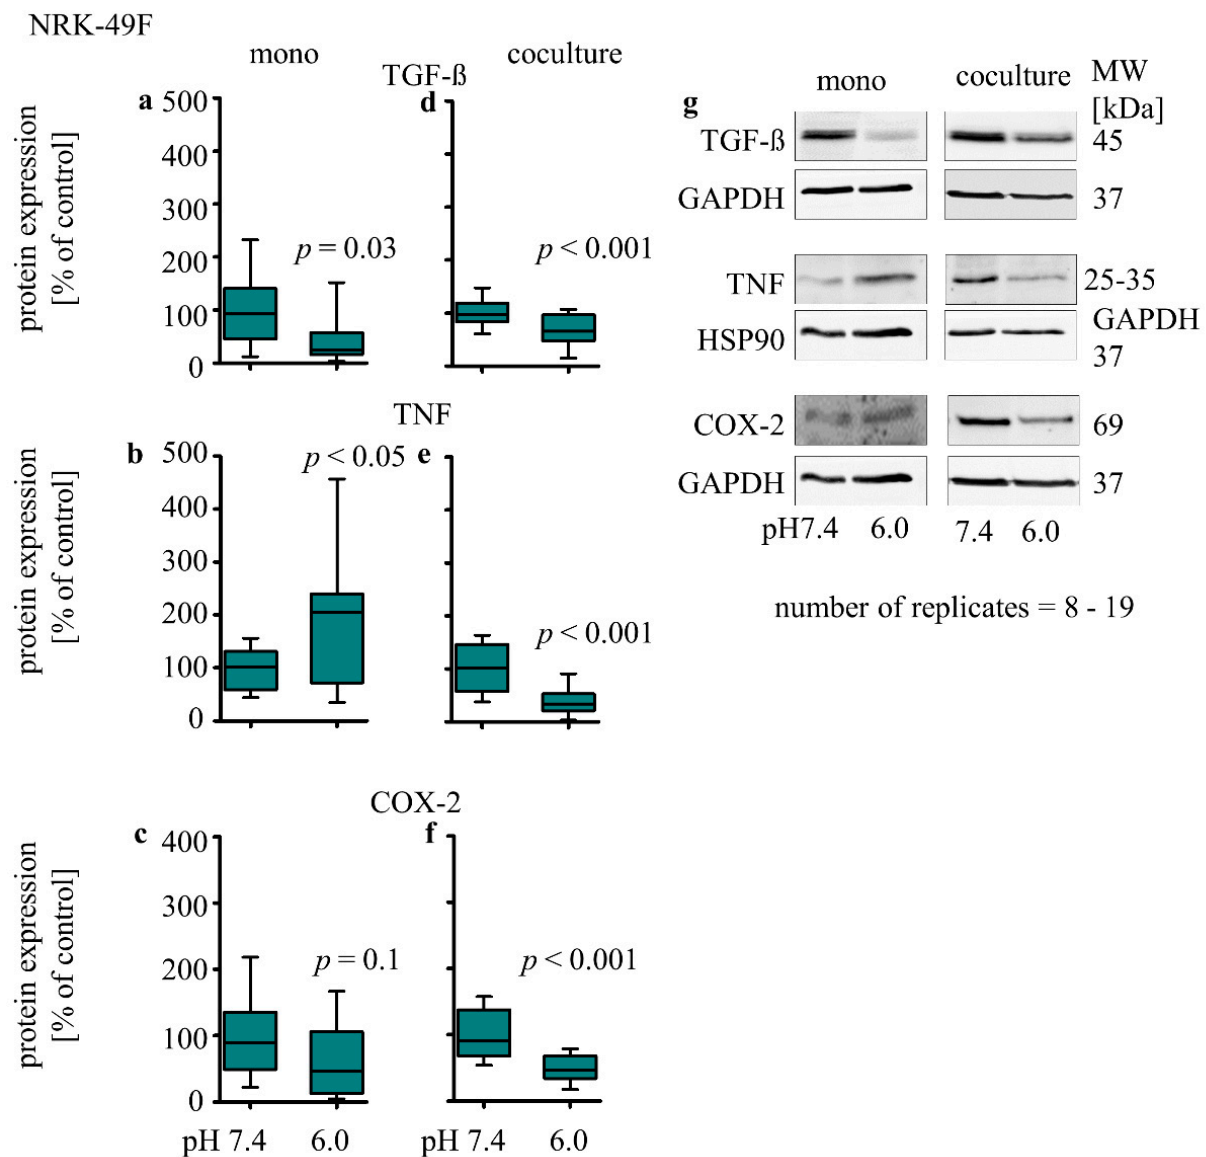 NRK-49F
mono
coculture
TGF-ß
a
d
protein expression
[% of control]
500
400
300
200
100
0
p = 0.03
p < 0.001
TNF
b
e
protein expression
[% of control]
500
400
300
200
100
0
p < 0.05
p < 0.001
COX-2
c
f
protein expression
[% of control]
400
300
200
100
0
p = 0.1
p < 0.001
pH 7.4 6.0
pH 7.4 6.0
g
mono coculture MW
[kDa]
TGF-ß 45
GAPDH 37
TNF 25-35
HSP90 GAPDH
37
COX-2 69
GAPDH 37
pH7.4 6.0 7.4 6.0
number of replicates = 8 - 19